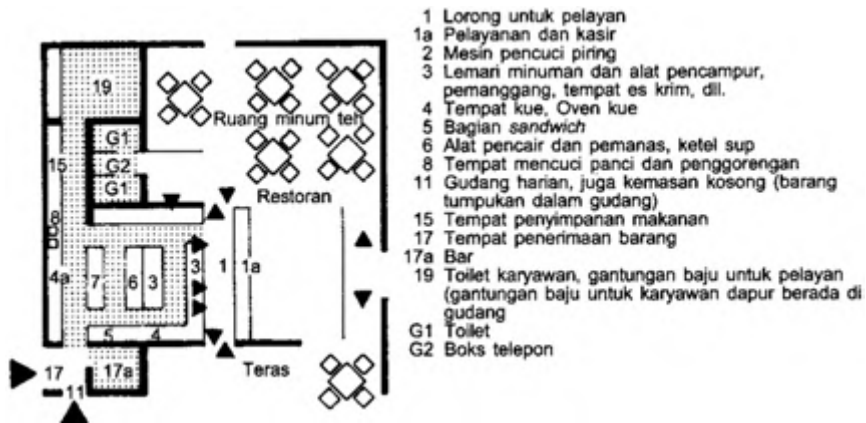 19
Ruang minum teh
G1
15
G2
G1
Restoran
8
4a
7
6
3
3
1
1a
5
4
17
17a
11
Teras
1 Lorong untuk pelayan
1a Pelayanan dan kasir
2 Mesin pencuci piring
3 Lemari minuman dan alat pencampur,
pemanggang, tempat es krim, dll.
4 Tempat kue, Oven kue
5 Bagian sandwich
6 Alat pencair dan pemanas, ketel sup
8 Tempat mencuci panci dan penggorengan
11 Gudang harian, juga kemasan kosong (barang
tumpukan dalam gudang)
15 Tempat penyimpanan makanan
17 Tempat penerimaan barang
17a Bar
19 Toilet karyawan, gantungan baju untuk pelayan
(gantungan baju untuk karyawan dapur berada di
gudang
G1 Toilet
G2 Boks telepon